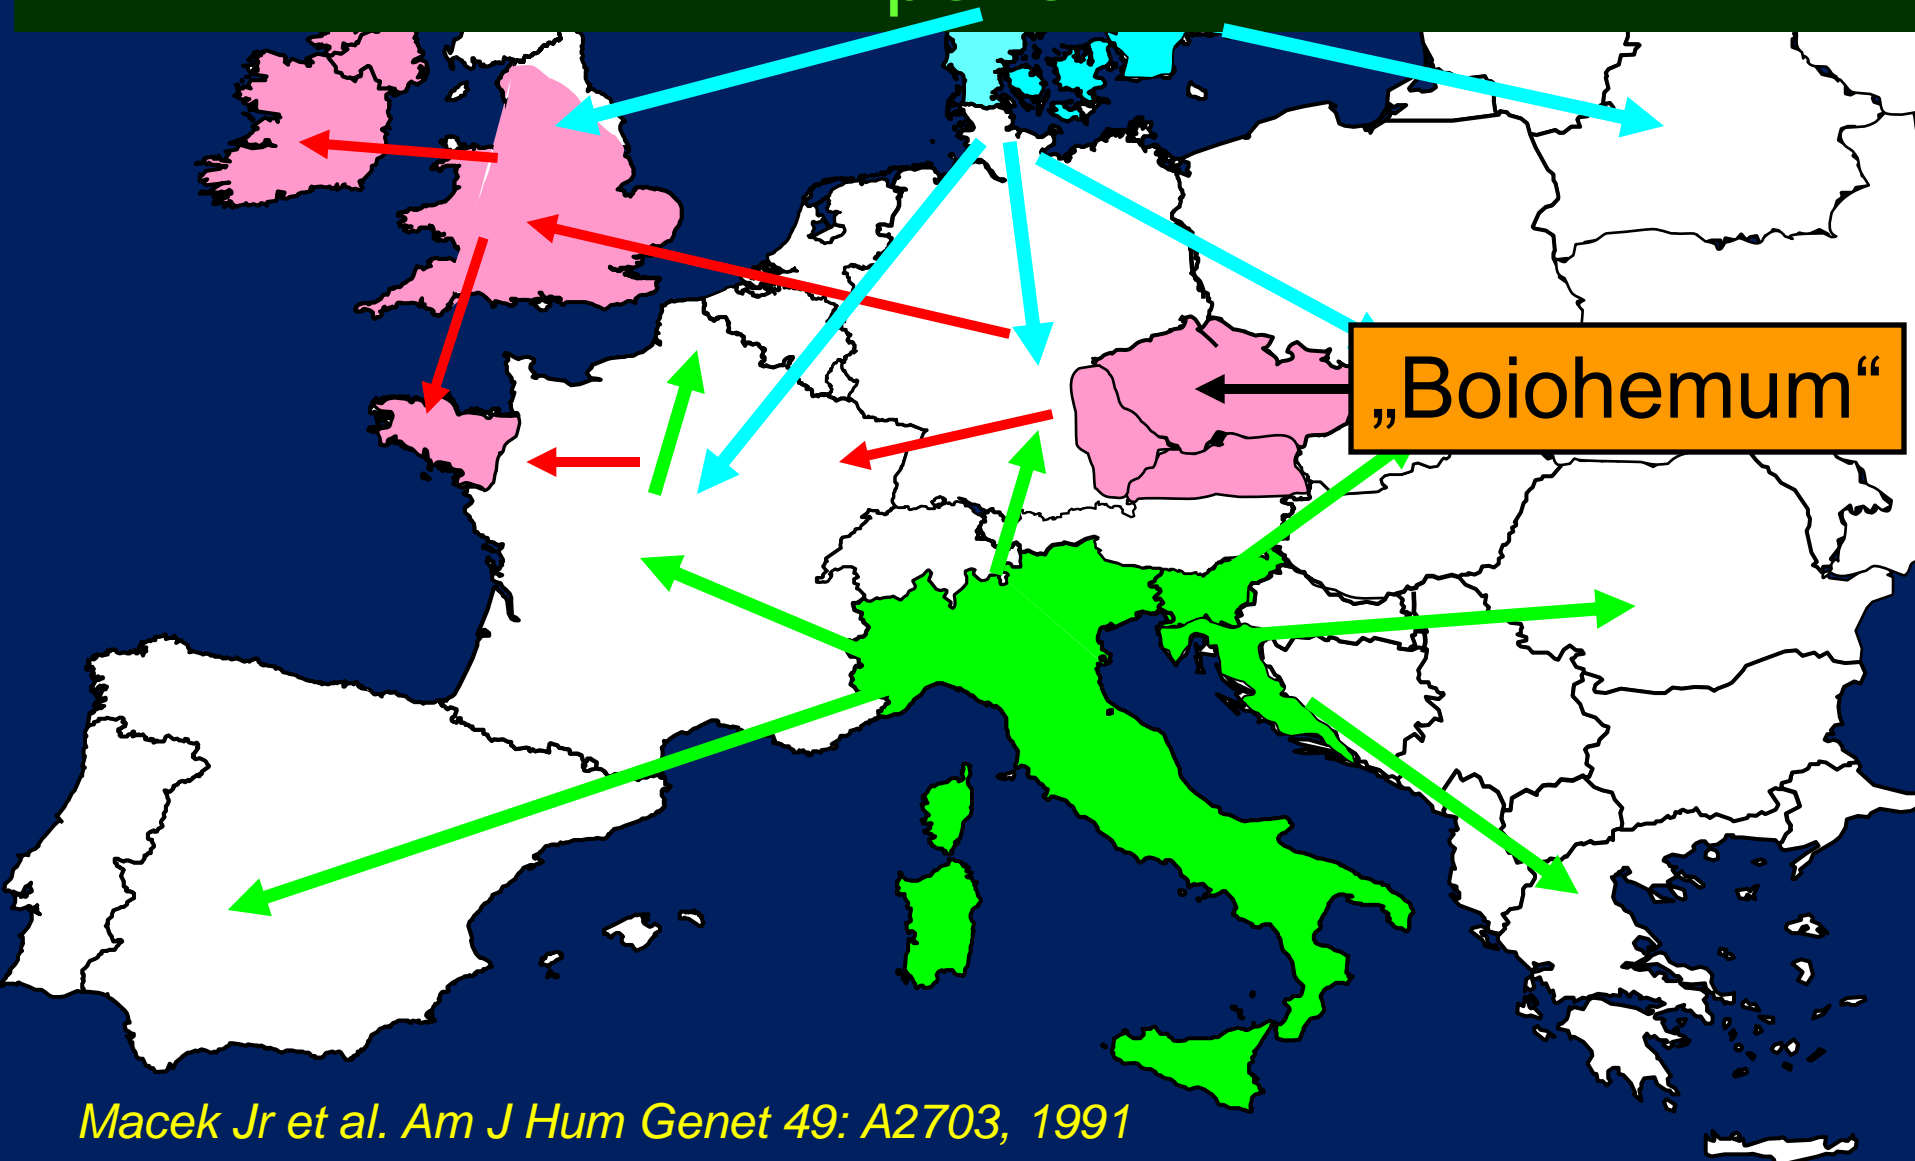 „Boiohemum“
Macek Jr et al. Am J Hum Genet 49: A2703, 1991